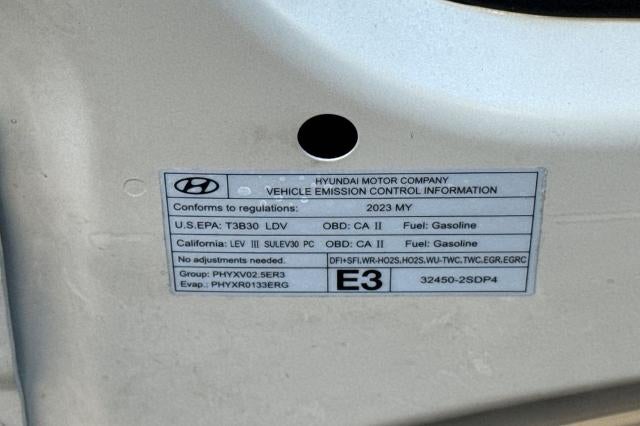 HYUNDAI MOTOR COMPANY
VEHICLE EMISSION CONTROL INFORMATION
Conforms to regulations: 2023 MY
U.S.EPA: T3B30 LDV OBD: CA II Fuel: Gasoline
California: LEV III SULEV30 PC OBD: CA II Fuel: Gasoline
No adjustments needed. DFI+SFI,WR-HO2S,HO2S,WU-TWC,TWC,EGR,EGRC
Group: PHYXV02.5ER3
Evap.: PHYXR0133ERG
E3 32450-2SDP4